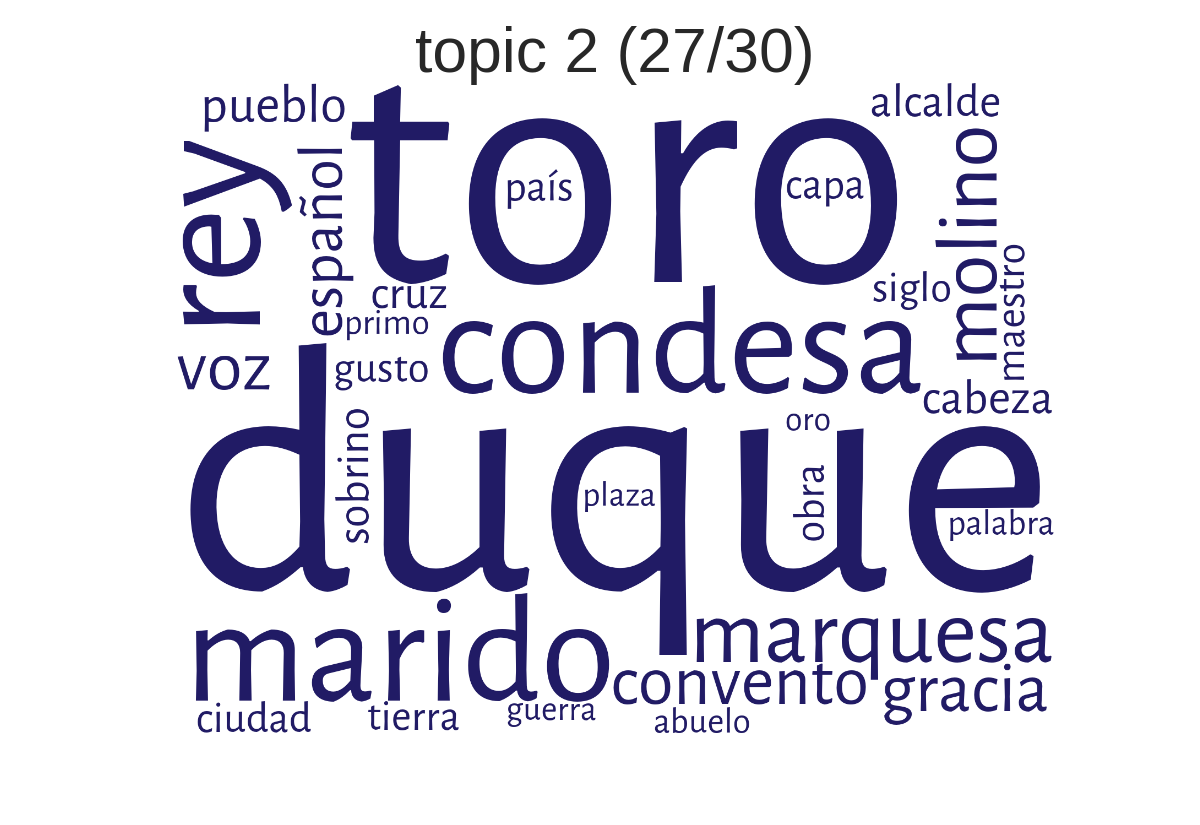 topic 2 (27/30)
pueblo
toro
alcalde
rey
español
país
capa
molino
cruz
siglo
maestro
primo
condesa
voz
gusto
cabeza
duque
sobrino
oro
plaza
obra
palabra
marido
marquesa
convento
gracia
ciudad
tierra
guerra
abuelo